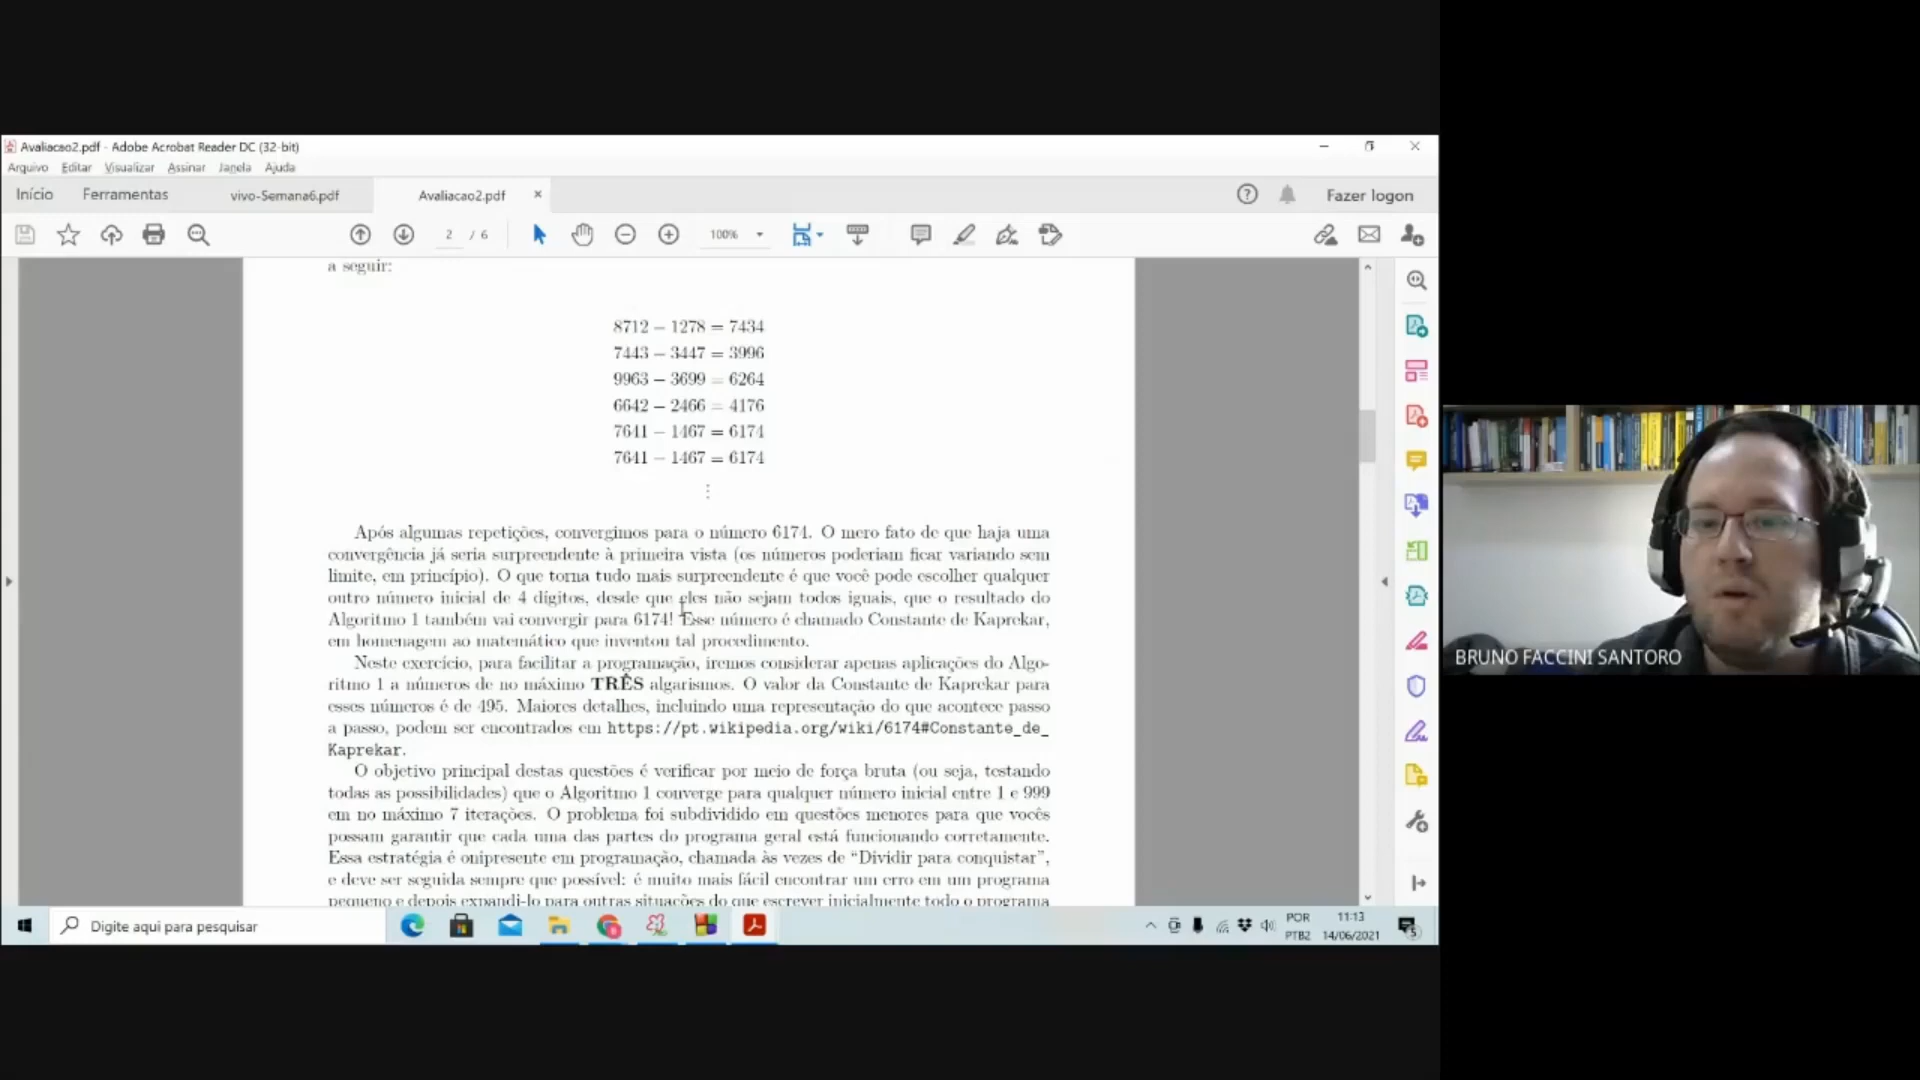 Avaliacao2.pdf - Adobe Acrobat Reader DC (32-bit)
Arquivo Editar Visualizar Assinar Janela Ajuda
Início Ferramentas vivo-Semana6.pdf Avaliacao2.pdf × Fazer logon
2 / 6 100%
a seguir:
8712 − 1278 = 7434
7443 − 3447 = 3996
9963 − 3699 = 6264
6642 − 2466 = 4176
7641 − 1467 = 6174
7641 − 1467 = 6174
⋮
Após algumas repetições, convergimos para o número 6174. O mero fato de que haja uma
convergência já seria surpreendente à primeira vista (os números poderiam ficar variando sem
limite, em princípio). O que torna tudo mais surpreendente é que você pode escolher qualquer
outro número inicial de 4 dígitos, desde que eles não sejam todos iguais, que o resultado do
Algoritmo 1 também vai convergir para 6174! Esse número é chamado Constante de Kaprekar,
em homenagem ao matemático que inventou tal procedimento.
Neste exercício, para facilitar a programação, iremos considerar apenas aplicações do Algo-
ritmo 1 a números de no máximo TRÊS algarismos. O valor da Constante de Kaprekar para
esses números é de 495. Maiores detalhes, incluindo uma representação do que acontece passo
a passo, podem ser encontrados em https://pt.wikipedia.org/wiki/6174#Constante_de_
Kaprekar.
O objetivo principal destas questões é verificar por meio de força bruta (ou seja, testando
todas as possibilidades) que o Algoritmo 1 converge para qualquer número inicial entre 1 e 999
em no máximo 7 iterações. O problema foi subdividido em questões menores para que vocês
possam garantir que cada uma das partes do programa geral está funcionando corretamente.
Essa estratégia é onipresente em programação, chamada às vezes de “Dividir para conquistar”,
e deve ser seguida sempre que possível: é muito mais fácil encontrar um erro em um programa
pequeno e depois expandi-lo para outras situações do que escrever inicialmente todo o programa
BRUNO FACCINI SANTORO
Digite aqui para pesquisar
POR 11:13
PTB2 14/06/2021
5